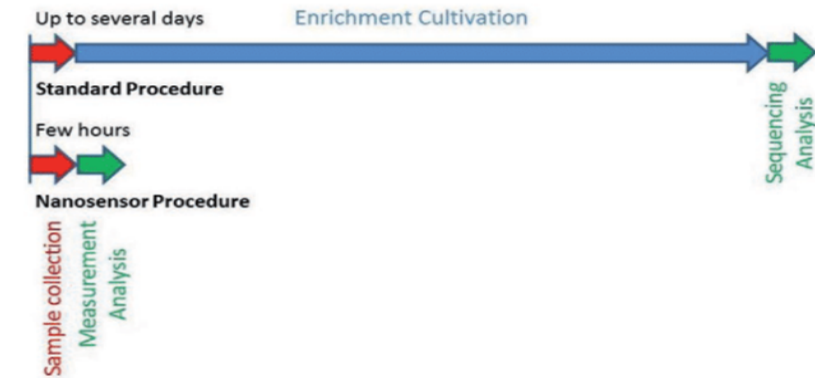 Up to several days
Enrichment Cultivation
Standard Procedure
Sequencing
Analysis
Few hours
Nanosensor Procedure
Sample collection
Measurement
Analysis